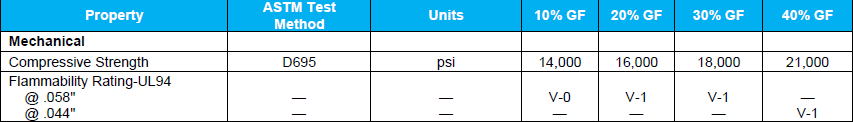 Property ASTM Test Method Units 10% GF 20% GF 30% GF 40% GF
Mechanical
Compressive Strength D695 psi 14,000 16,000 18,000 21,000
Flammability Rating-UL94
@ .058" — — V-0 V-1 V-1 —
@ .044" — — — — — V-1